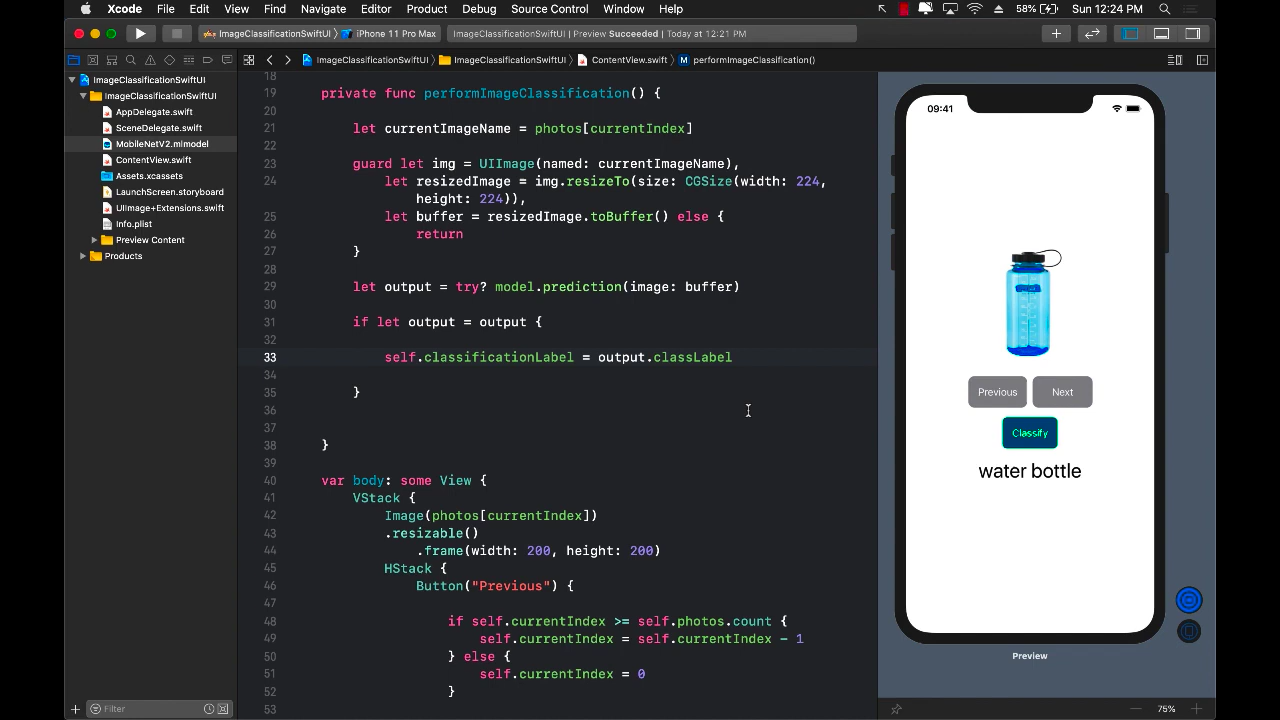 Xcode File Edit View Find Navigate Editor Product Debug Source Control Window Help 58% Sun 12:24 PM
ImageClassificationSwiftUI iPhone 11 Pro Max ImageClassificationSwiftUI | Preview Succeeded | Today at 12:21 PM
ImageClassificationSwiftUI ImageClassificationSwiftUI ContentView.swift M performImageClassification()
ImageClassificationSwiftUI
ImageClassificationSwiftUI
AppDelegate.swift
SceneDelegate.swift
MobileNetV2.mlmodel
ContentView.swift
Assets.xcassets
LaunchScreen.storyboard
UIImage+Extensions.swift
Info.plist
Preview Content
Products
Filter
18
19 private func performImageClassification() {
20
21 let currentImageName = photos[currentIndex]
22
23 guard let img = UIImage(named: currentImageName),
24 let resizedImage = img.resizeTo(size: CGSize(width: 224,
height: 224)),
25 let buffer = resizedImage.toBuffer() else {
26 return
27 }
28
29 let output = try? model.prediction(image: buffer)
30
31 if let output = output {
32
33 self.classificationLabel = output.classLabel
34
35 }
36
37
38 }
39
40 var body: some View {
41 VStack {
42 Image(photos[currentIndex])
43 .resizable()
44 .frame(width: 200, height: 200)
45 HStack {
46 Button("Previous") {
47
48 if self.currentIndex >= self.photos.count {
49 self.currentIndex = self.currentIndex - 1
50 } else {
51 self.currentIndex = 0
52 }
53
09:41
Previous Next
Classify
water bottle
Preview
75%